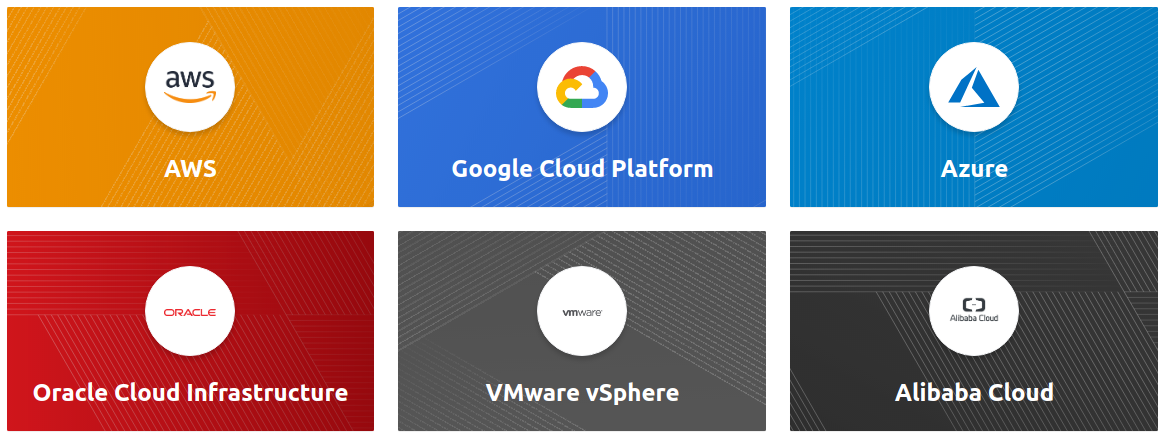 aws
AWS
Google Cloud Platform
Azure
ORACLE
Oracle Cloud Infrastructure
vmware®
VMware vSphere
Alibaba Cloud
Alibaba Cloud